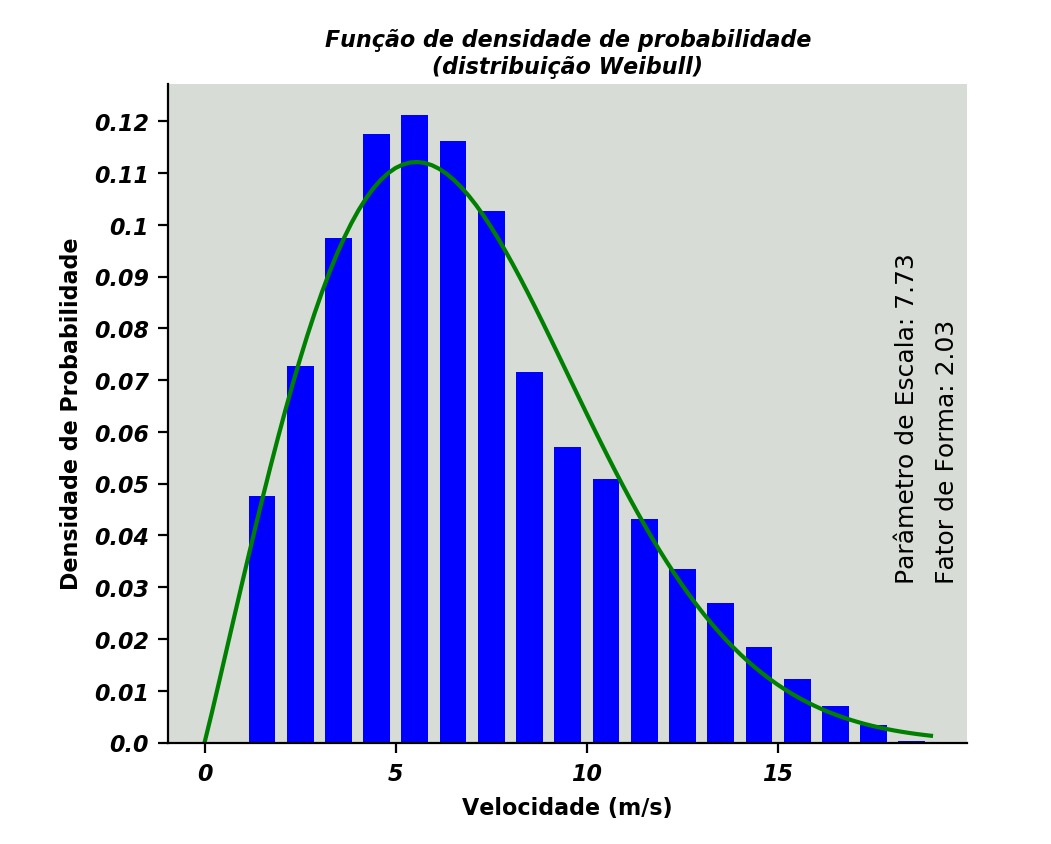 Função de densidade de probabilidade
(distribuição Weibull)
0.12
0.11
0.1
0.09
0.08
0.07
0.06
0.05
0.04
0.03
0.02
0.01
0.0
Densidade de Probabilidade
Parâmetro de Escala: 7.73
Fator de Forma: 2.03
0 5 10 15
Velocidade (m/s)